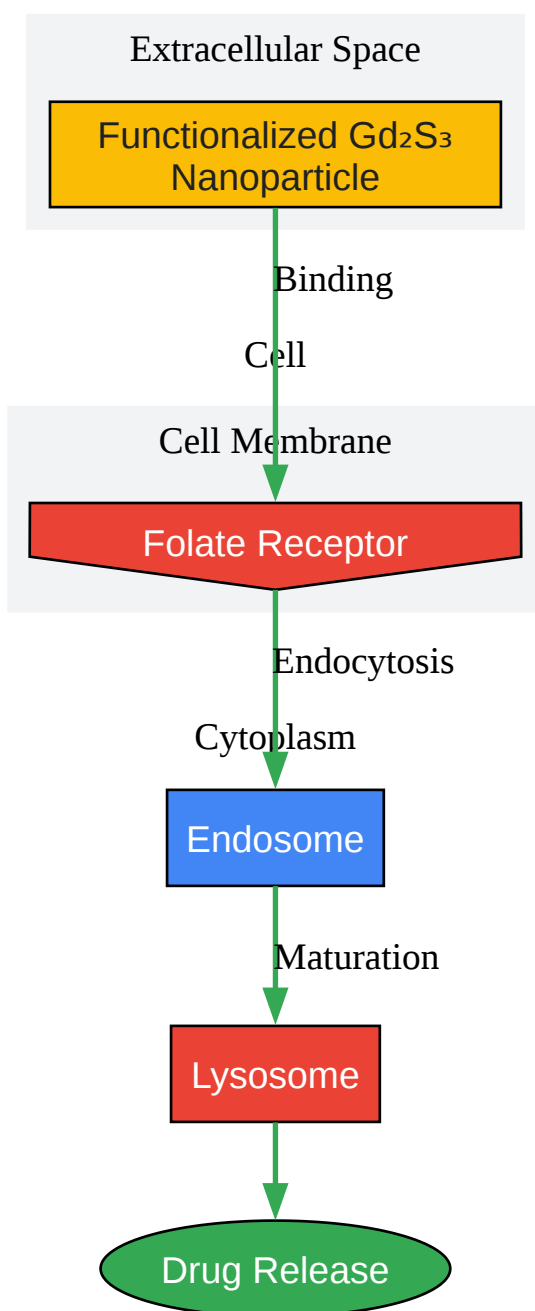 Extracellular Space
Functionalized Gd₂S₃
Nanoparticle
Binding
Cell
Cell Membrane
Folate Receptor
Endocytosis
Cytoplasm
Endosome
Maturation
Lysosome
Drug Release